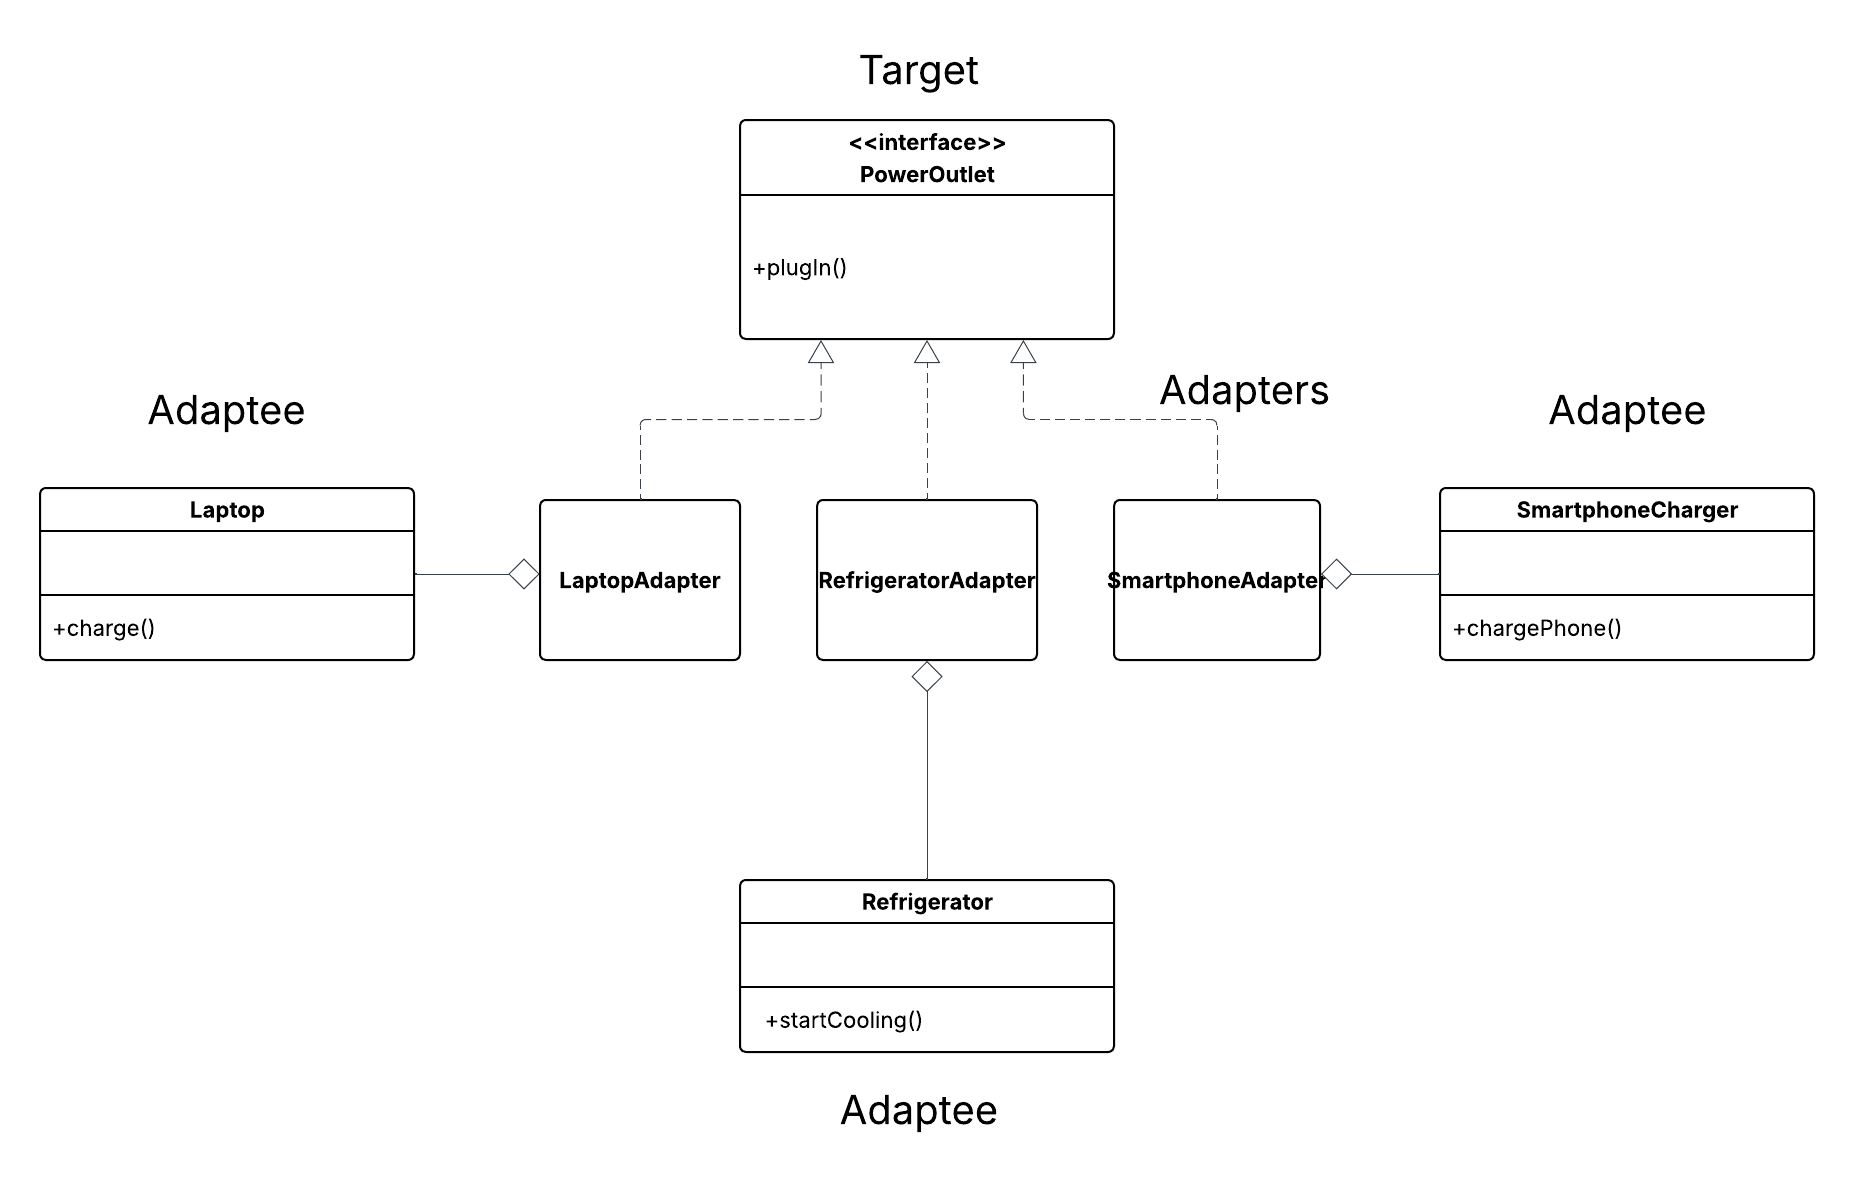 Target
<<interface>>
PowerOutlet
+plugIn()
Adapters
Adaptee
Adaptee
Laptop
+charge()
LaptopAdapter
RefrigeratorAdapter
SmartphoneAdapter
SmartphoneCharger
+chargePhone()
Refrigerator
+startCooling()
Adaptee